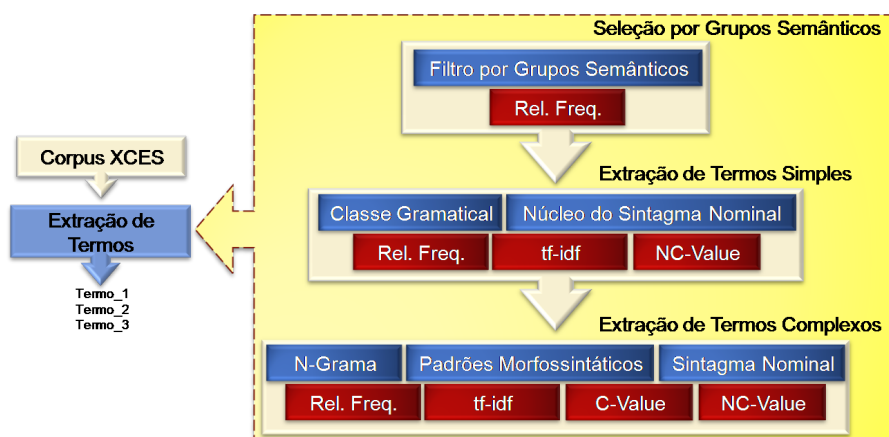 Seleção por Grupos Semânticos
Filtro por Grupos Semânticos
Rel. Freq.
Corpus XCES
Extração de
Termos
Termo_1
Termo_2
Termo_3
Extração de Termos Simples
Classe Gramatical
Núcleo do Sintagma Nominal
Rel. Freq.
tf-idf
NC-Value
Extração de Termos Complexos
N-Grama
Padrões Morfossintáticos
Sintagma Nominal
Rel. Freq.
tf-idf
C-Value
NC-Value